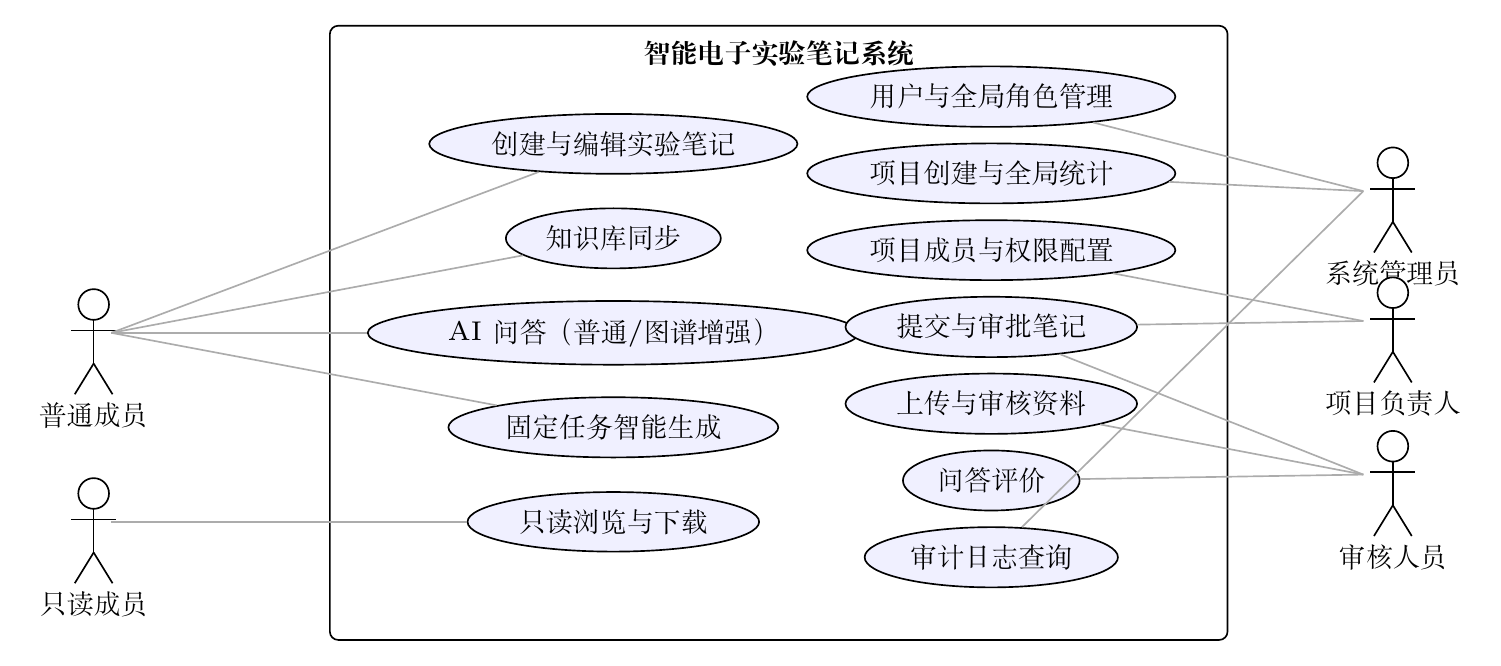 智能电子实验笔记系统
创建与编辑实验笔记
知识库同步
AI 问答（普通/图谱增强）
固定任务智能生成
只读浏览与下载
用户与全局角色管理
项目创建与全局统计
项目成员与权限配置
提交与审批笔记
上传与审核资料
问答评价
审计日志查询
普通成员
只读成员
系统管理员
项目负责人
审核人员